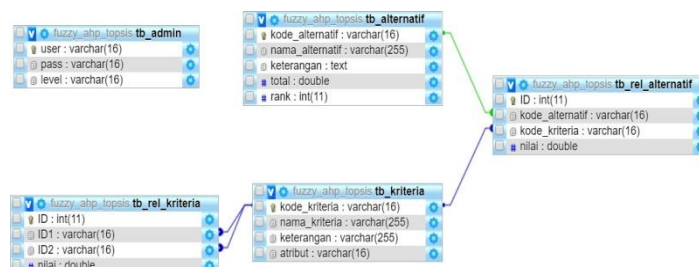 fuzzy_ahp_topsis tb_admin
user : varchar(16)
pass : varchar(16)
level : varchar(16)
fuzzy_ahp_topsis tb_alternatif
kode_alternatif : varchar(16)
nama_alternatif : varchar(255)
keterangan : text
# total : double
# rank : int(11)
fuzzy_ahp_topsis tb_rel_alternatif
ID : int(11)
kode_alternatif : varchar(16)
kode_kriteria : varchar(16)
# nilai : double
fuzzy_ahp_topsis tb_rel_kriteria
ID : int(11)
ID1 : varchar(16)
ID2 : varchar(16)
# nilai : double
fuzzy_ahp_topsis tb_kriteria
kode_kriteria : varchar(16)
nama_kriteria : varchar(255)
keterangan : varchar(255)
atribut : varchar(16)